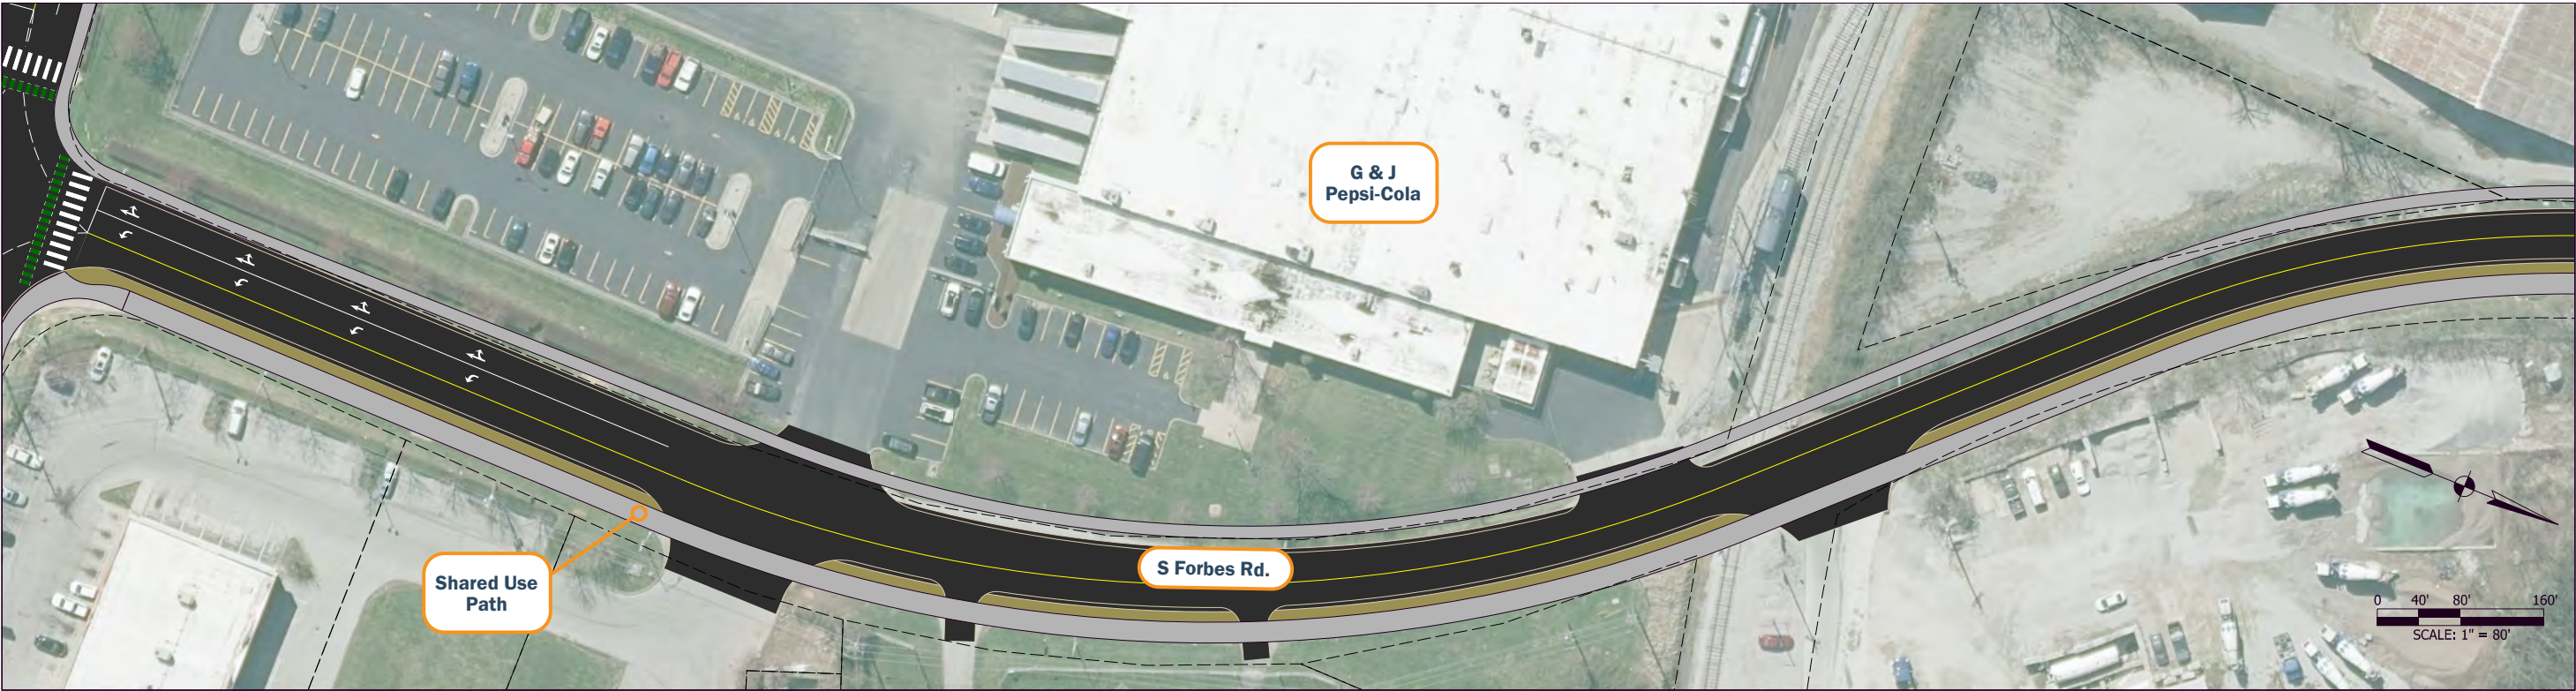 G & J
Pepsi-Cola
S Forbes Rd.
Shared Use
Path
0 40' 80' 160'
SCALE: 1" = 80'